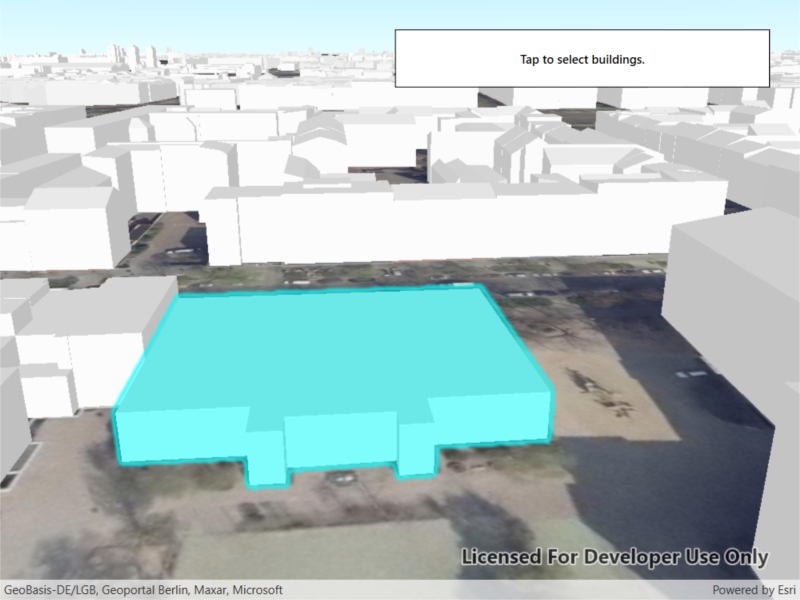 Tap to select buildings.
Licensed For Developer Use Only
GeoBasis-DE/LGB, Geoportal Berlin, Maxar, Microsoft
Powered by Esri